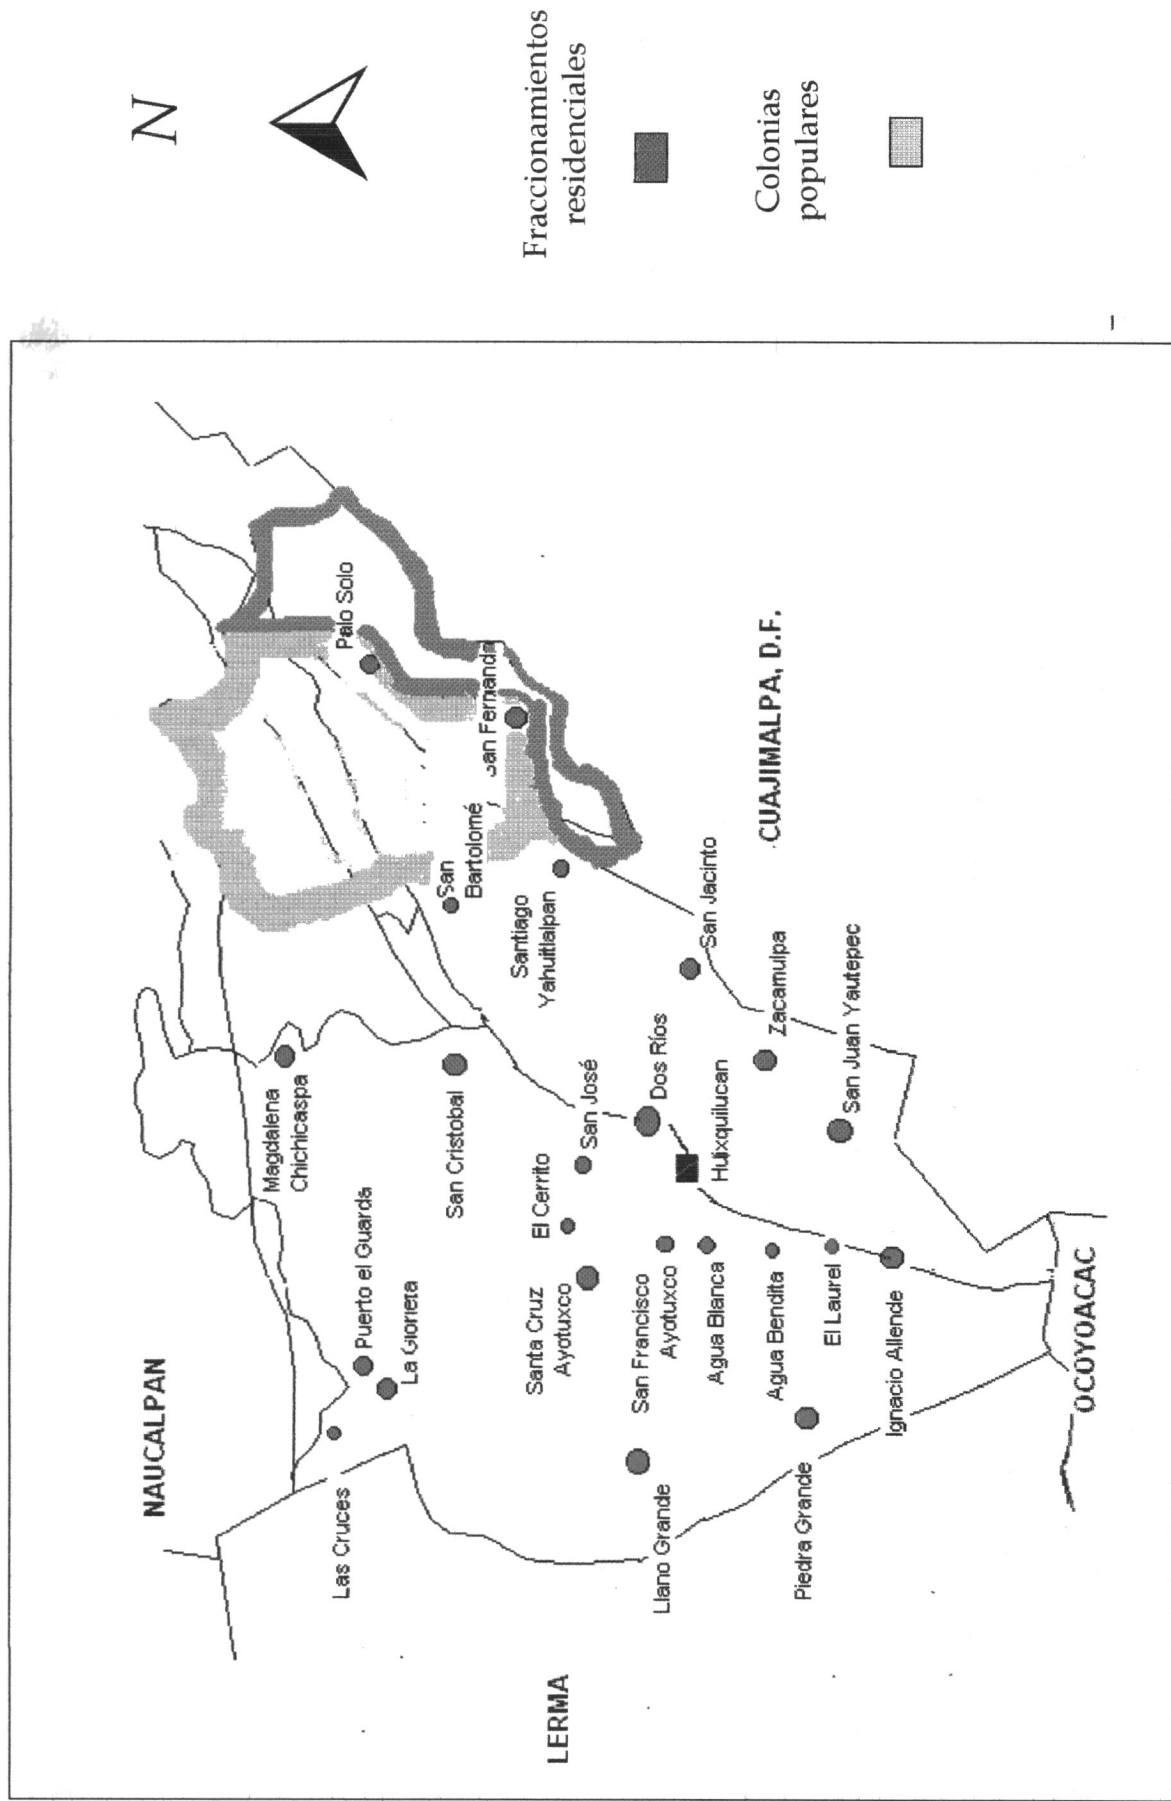 N
Fraccionamientos
residenciales
Colonias
populares
NAUCALPAN
Las Cruces
Puerto el Guarda
La Glorieta
Magdalena
Chichicaspa
Palo Solo
San Cristobal
San
Bartolomé
San Fernando
Santiago
Yahuitlalpan
El Cerrito
San José
Santa Cruz
Ayotuxco
Dos Ríos
San Francisco
Ayotuxco
Llano Grande
Huixquilucan
Agua Blanca
San Jacinto
CUAJIMALPA, D.F.
Zacamulpa
Agua Bendita
Piedra Grande
El Laurel
San Juan Yautepec
Ignacio Allende
LERMA
OCOYOACAC